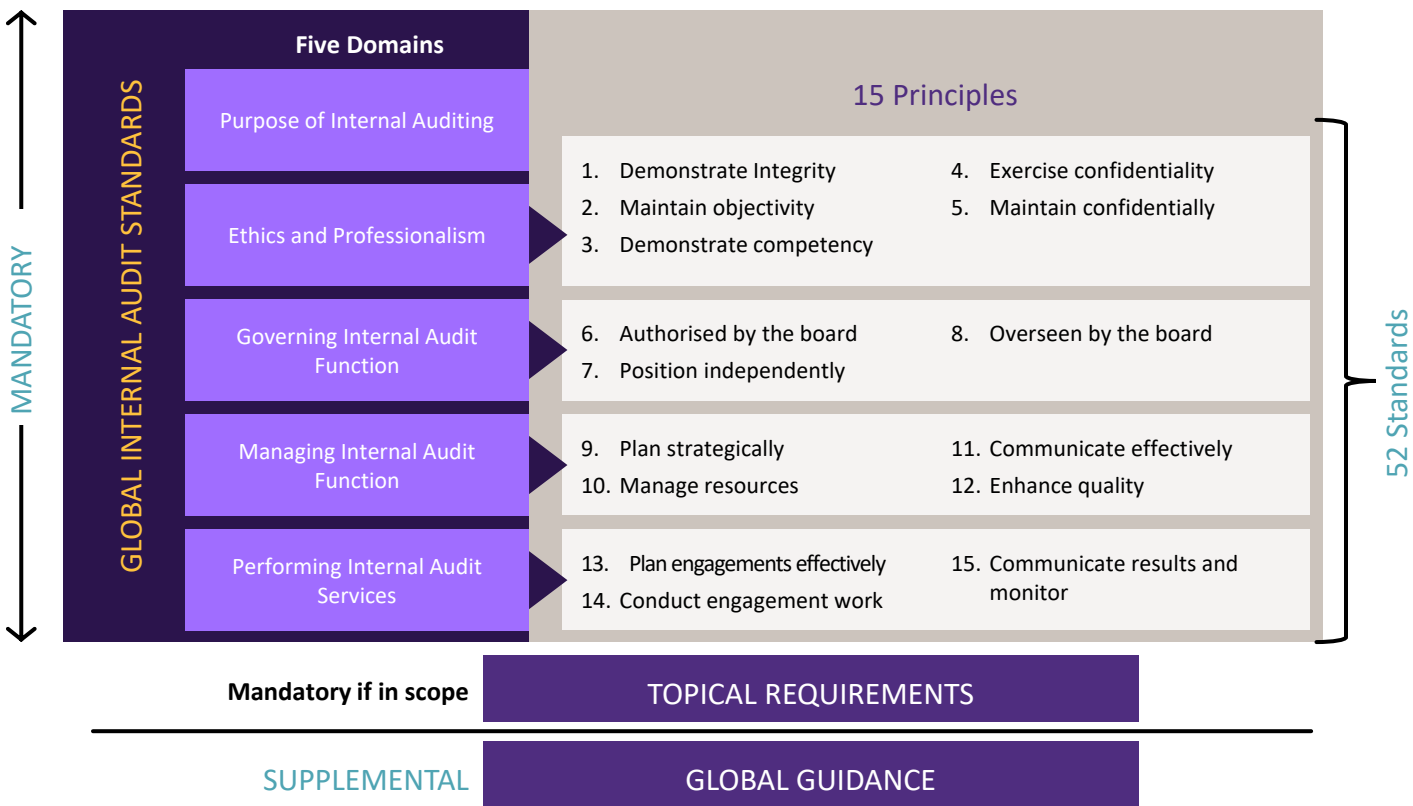 MANDATORY
GLOBAL INTERNAL AUDIT STANDARDS
Five Domains
Purpose of Internal Auditing
Ethics and Professionalism
Governing Internal Audit
Function
Managing Internal Audit
Function
Performing Internal Audit
Services
15 Principles
1. Demonstrate Integrity
2. Maintain objectivity
3. Demonstrate competency
4. Exercise confidentiality
5. Maintain confidentially
6. Authorised by the board
7. Position independently
8. Overseen by the board
9. Plan strategically
10. Manage resources
11. Communicate effectively
12. Enhance quality
13. Plan engagements effectively
14. Conduct engagement work
15. Communicate results and
monitor
52 Standards
Mandatory if in scope
TOPICAL REQUIREMENTS
SUPPLEMENTAL
GLOBAL GUIDANCE